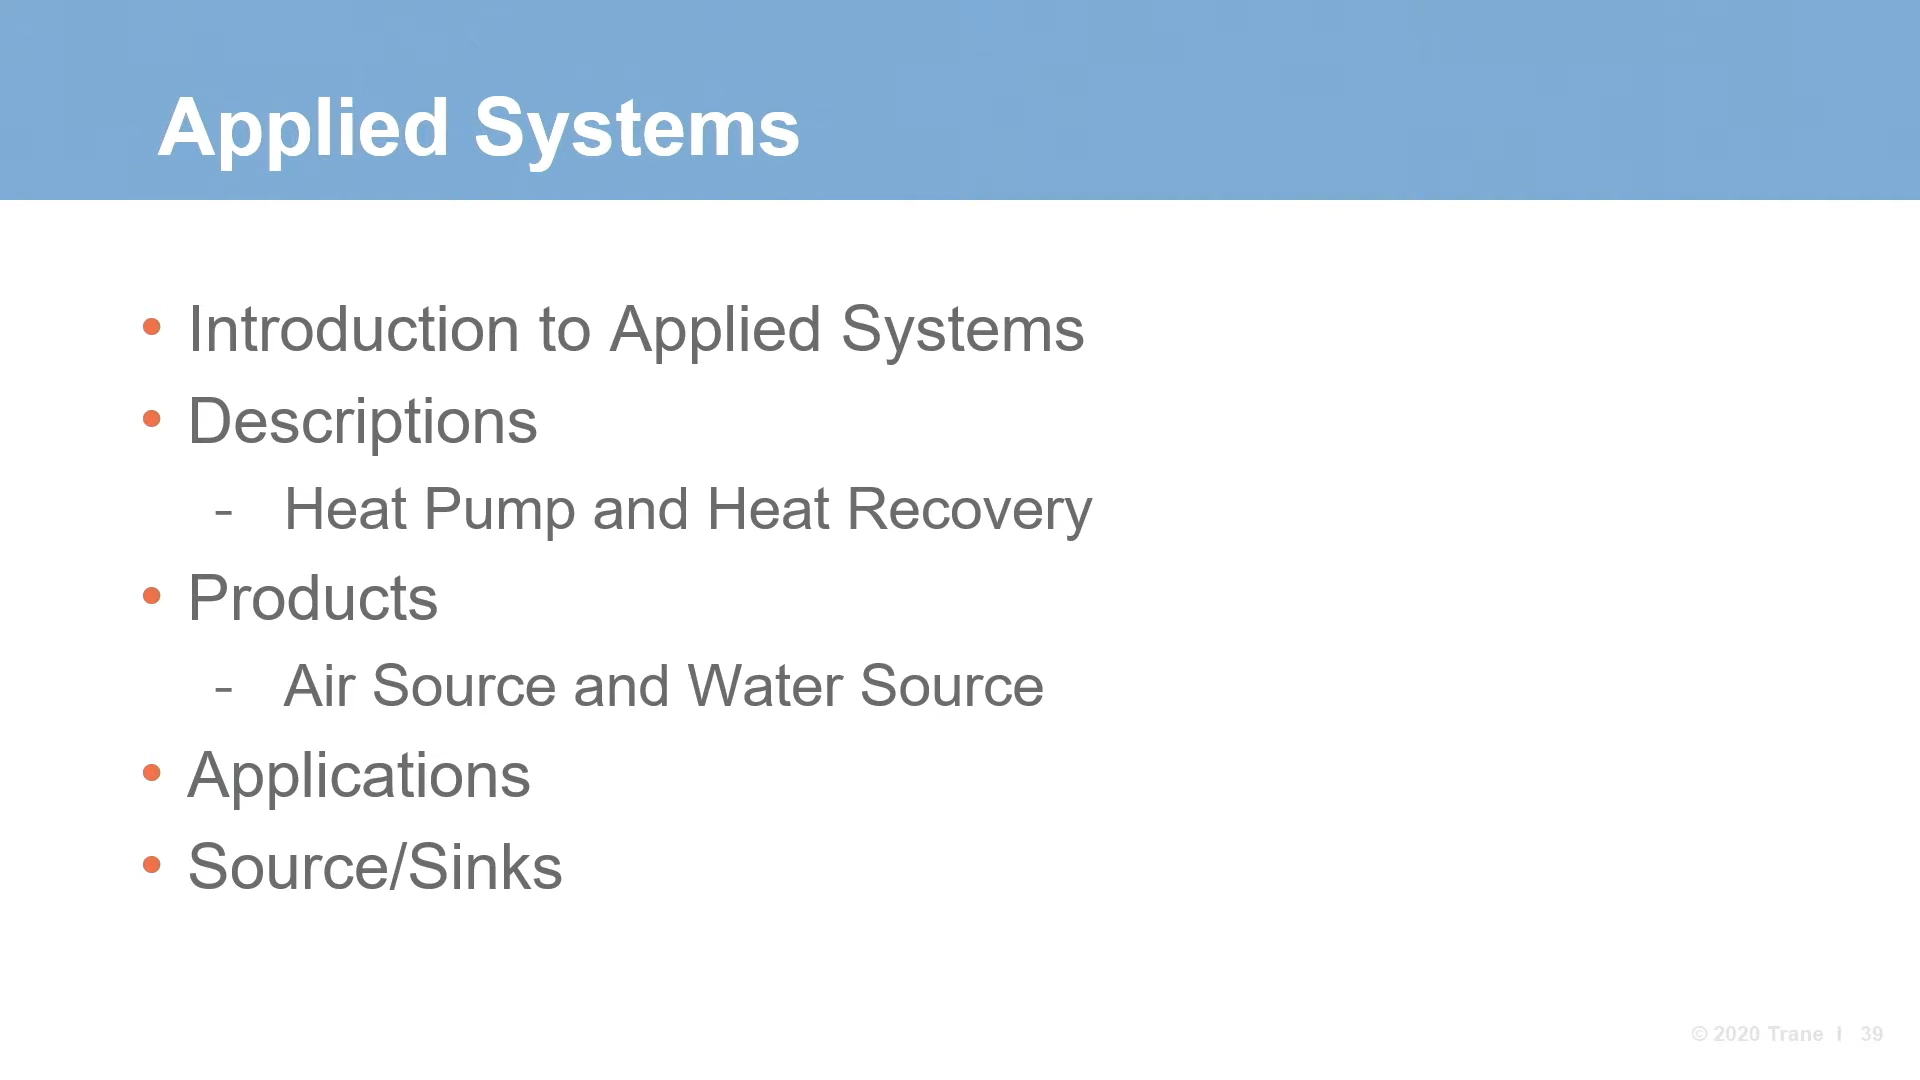 Applied Systems
• Introduction to Applied Systems
• Descriptions
- Heat Pump and Heat Recovery
• Products
- Air Source and Water Source
• Applications
• Source/Sinks
© 2020 Trane I 39